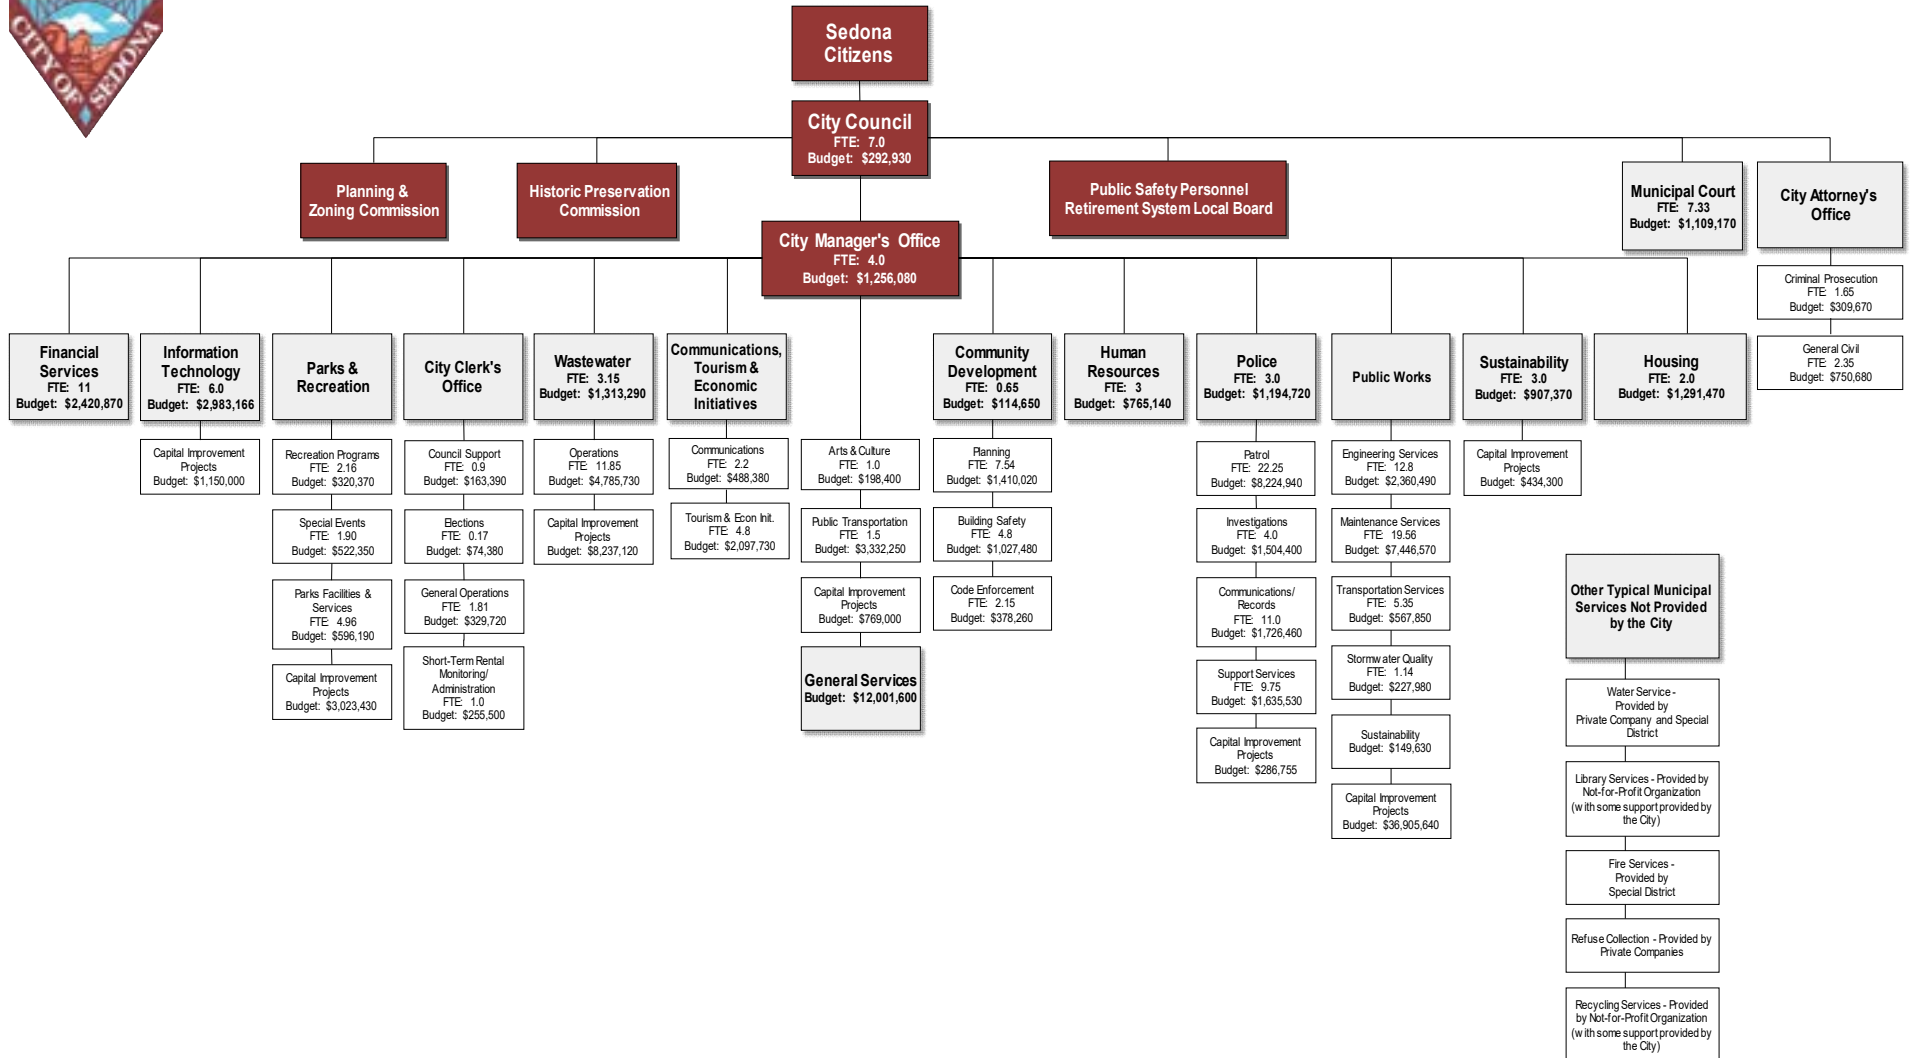 CITY OF SEDONA
Sedona
Citizens
City Council
FTE: 7.0
Budget: $292,930
Planning &
Zoning Commission
Historic Preservation
Commission
Public Safety Personnel
Retirement System Local Board
Municipal Court
FTE: 7.33
Budget: $1,109,170
City Attorney's
Office
Criminal Prosecution
FTE: 1.65
Budget: $309,670
General Civil
FTE: 2.35
Budget: $750,680
City Manager's Office
FTE: 4.0
Budget: $1,256,080
Financial
Services
FTE: 11
Budget: $2,420,870
Information
Technology
FTE: 6.0
Budget: $2,983,166
Capital Improvement
Projects
Budget: $1,150,000
Parks &
Recreation
Recreation Programs
FTE: 2.16
Budget: $320,370
Special Events
FTE: 1.90
Budget: $522,350
Parks Facilities &
Services
FTE: 4.96
Budget: $596,190
Capital Improvement
Projects
Budget: $3,023,430
City Clerk's
Office
Council Support
FTE: 0.9
Budget: $163,390
Elections
FTE: 0.17
Budget: $74,380
General Operations
FTE: 1.81
Budget: $329,720
Short-Term Rental
Monitoring/
Administration
FTE: 1.0
Budget: $255,500
Wastewater
FTE: 3.15
Budget: $1,313,290
Operations
FTE: 11.85
Budget: $4,785,730
Capital Improvement
Projects
Budget: $8,237,120
Communications,
Tourism &
Economic
Initiatives
Communications
FTE: 2.2
Budget: $488,380
Tourism & Econ Init.
FTE: 4.8
Budget: $2,097,730
Arts & Culture
FTE: 1.0
Budget: $198,400
Public Transportation
FTE: 1.5
Budget: $3,332,250
Capital Improvement
Projects
Budget: $769,000
General Services
Budget: $12,001,600
Community
Development
FTE: 0.65
Budget: $114,650
Planning
FTE: 7.54
Budget: $1,410,020
Building Safety
FTE: 4.8
Budget: $1,027,480
Code Enforcement
FTE: 2.15
Budget: $378,260
Human
Resources
FTE: 3
Budget: $765,140
Police
FTE: 3.0
Budget: $1,194,720
Patrol
FTE: 22.25
Budget: $8,224,940
Investigations
FTE: 4.0
Budget: $1,504,400
Communications/
Records
FTE: 11.0
Budget: $1,726,460
Support Services
FTE: 9.75
Budget: $1,635,530
Capital Improvement
Projects
Budget: $286,755
Public Works
Engineering Services
FTE: 12.8
Budget: $2,360,490
Maintenance Services
FTE: 19.56
Budget: $7,446,570
Transportation Services
FTE: 5.35
Budget: $567,850
Stormwater Quality
FTE: 1.14
Budget: $227,980
Sustainability
Budget: $149,630
Capital Improvement
Projects
Budget: $36,905,640
Sustainability
FTE: 3.0
Budget: $907,370
Capital Improvement
Projects
Budget: $434,300
Housing
FTE: 2.0
Budget: $1,291,470
Other Typical Municipal
Services Not Provided
by the City
Water Service -
Provided by
Private Company and Special
District
Library Services - Provided by
Not-for-Profit Organization
(with some support provided by
the City)
Fire Services -
Provided by
Special District
Refuse Collection - Provided by
Private Companies
Recycling Services - Provided
by Not-for-Profit Organization
(with some support provided by
the City)